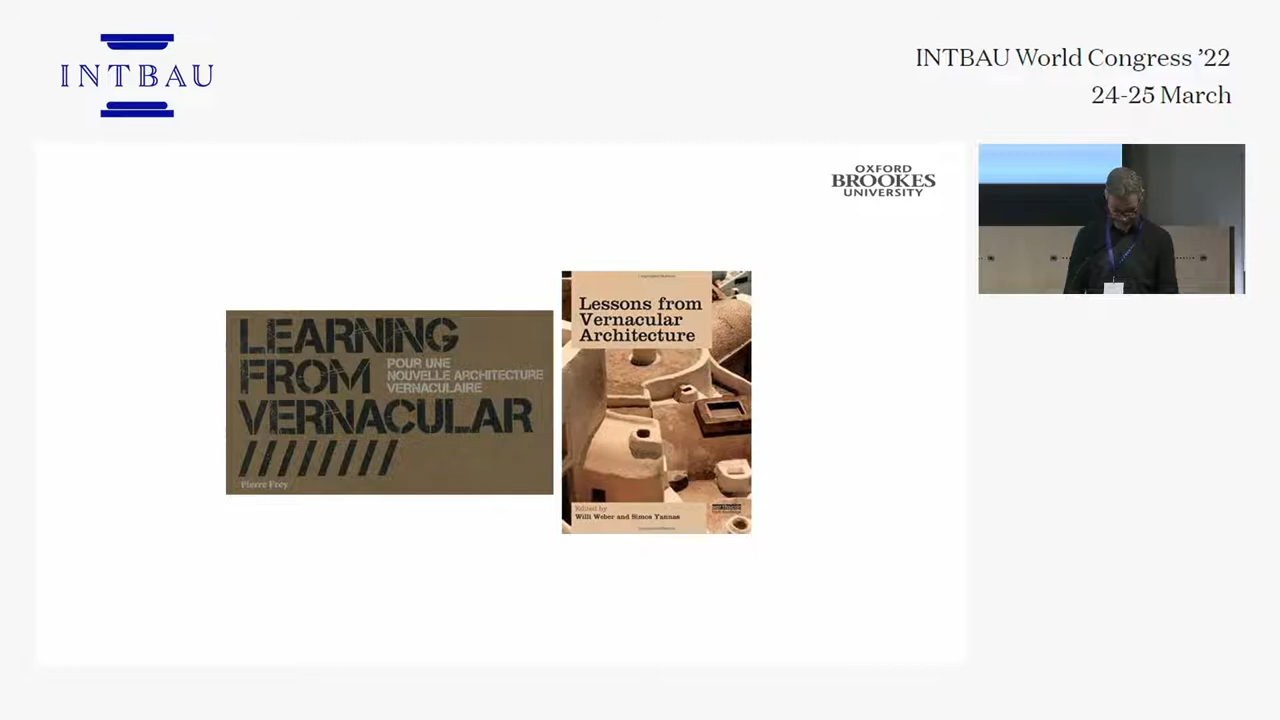 INTBAU
INTBAU World Congress ’22
24-25 March
OXFORD
BROOKES
UNIVERSITY
LEARNING
FROM
VERNACULAR
POUR UNE
NOUVELLE ARCHITECTURE
VERNACULAIRE
Pierre Frey
Lessons from
Vernacular
Architecture
Edited by
Willi Weber and Simos Yannas